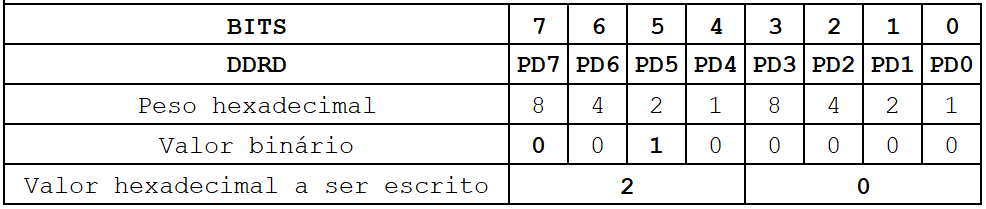 BITS 7 6 5 4 3 2 1 0
DDRD PD7 PD6 PD5 PD4 PD3 PD2 PD1 PD0
Peso hexadecimal 8 4 2 1 8 4 2 1
Valor binário 0 0 1 0 0 0 0 0
Valor hexadecimal a ser escrito 2 0